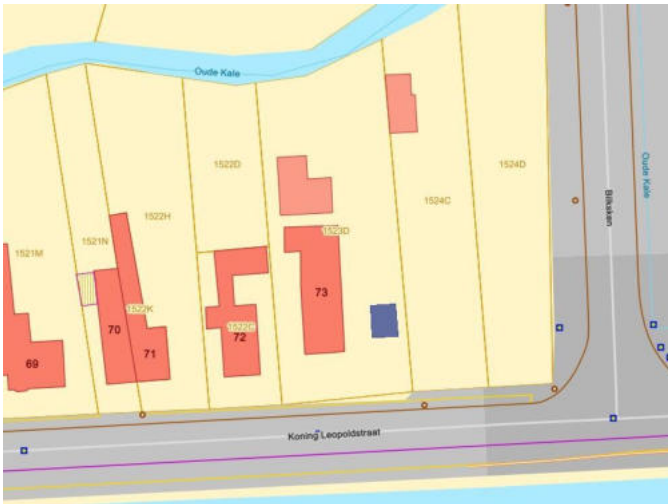 Oude Kale
1522D
1524D
Oude Kale
1524C
Bilksken
1522H
1523D
1521N
1521M
73
1522K
1522C
70
72
71
69
Koning Leopoldstraat